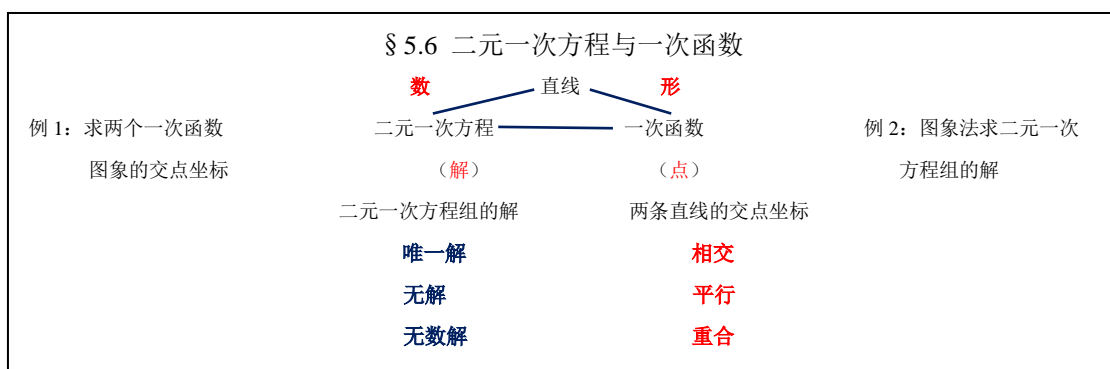 §5.6 二元一次方程与一次函数
数 直线 形
例 1：求两个一次函数 二元一次方程 一次函数 例 2：图象法求二元一次
图象的交点坐标 （解） （点） 方程组的解
二元一次方程组的解 两条直线的交点坐标
唯一解 相交
无解 平行
无数解 重合